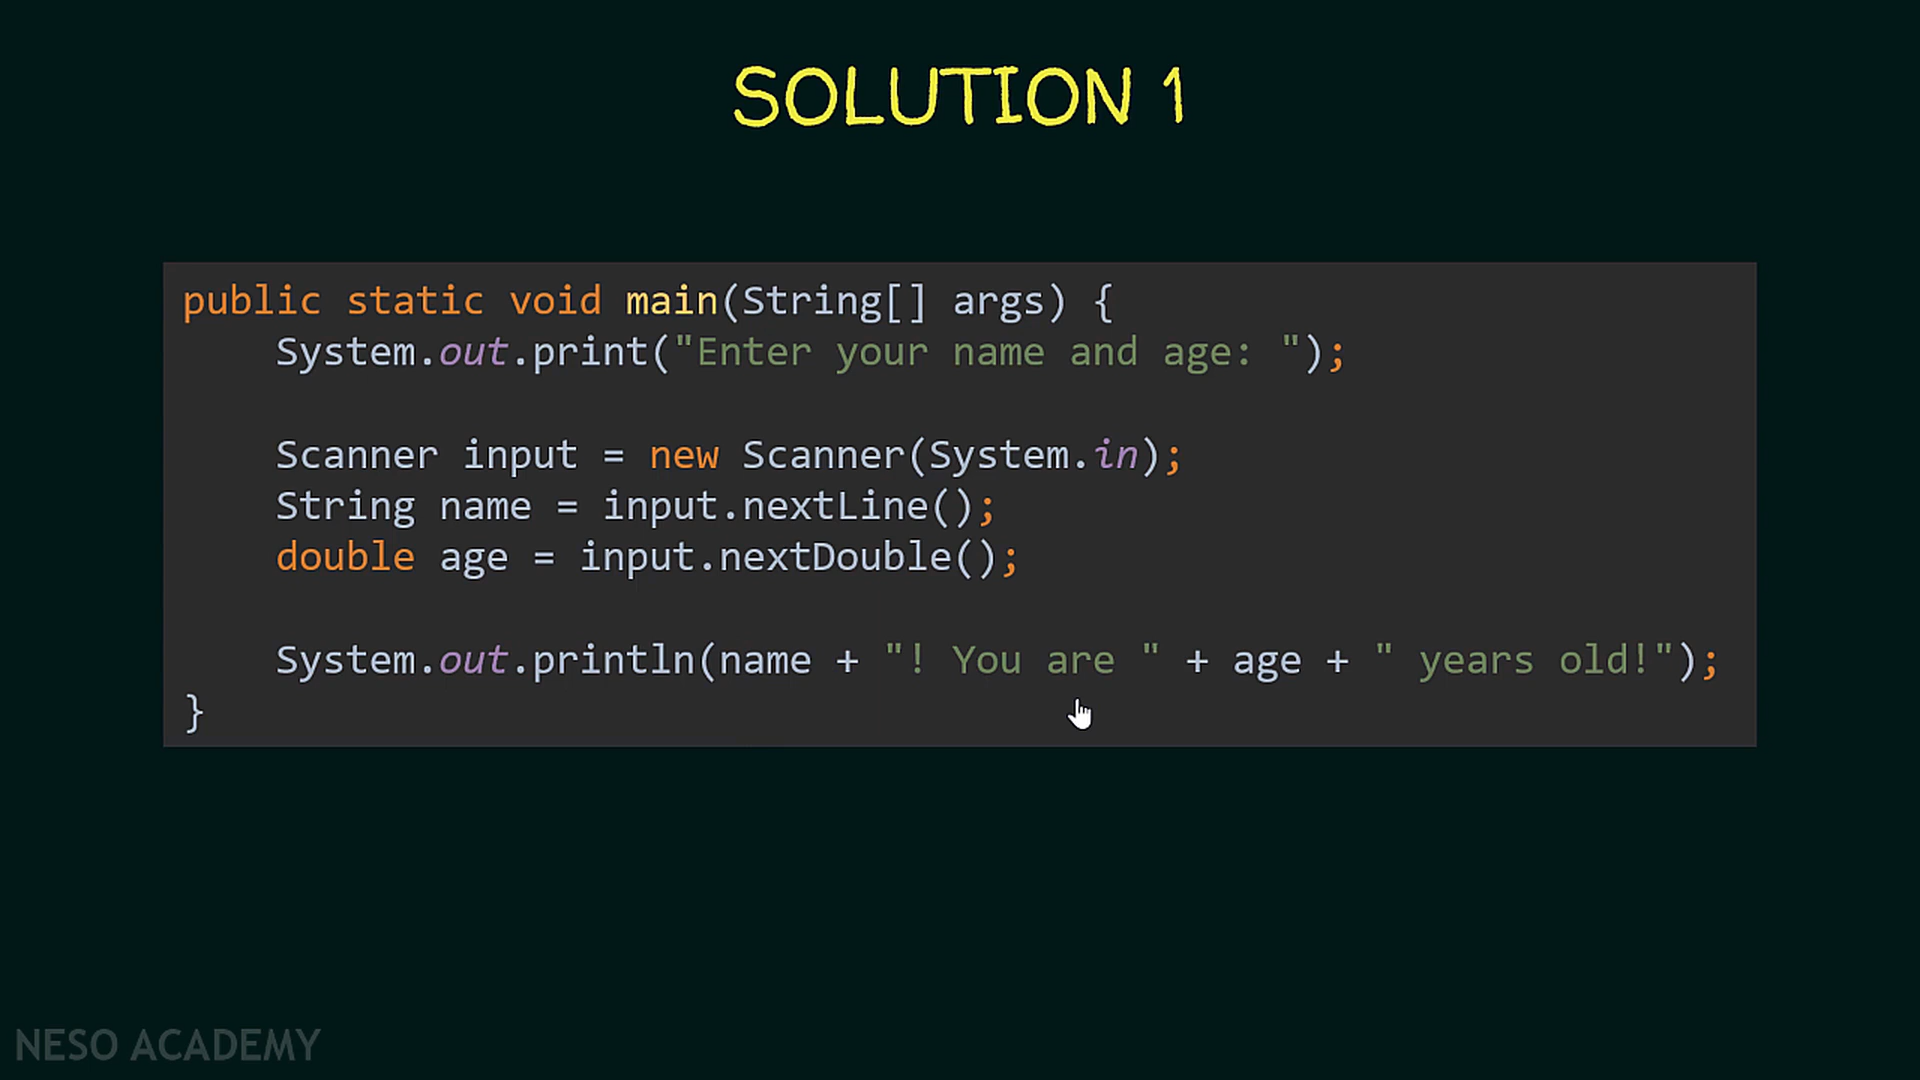 SOLUTION 1
public static void main(String[] args) {
    System.out.print("Enter your name and age: ");
    Scanner input = new Scanner(System.in);
    String name = input.nextLine();
    double age = input.nextDouble();
    System.out.println(name + "! You are " + age + " years old!");
}
NESO ACADEMY